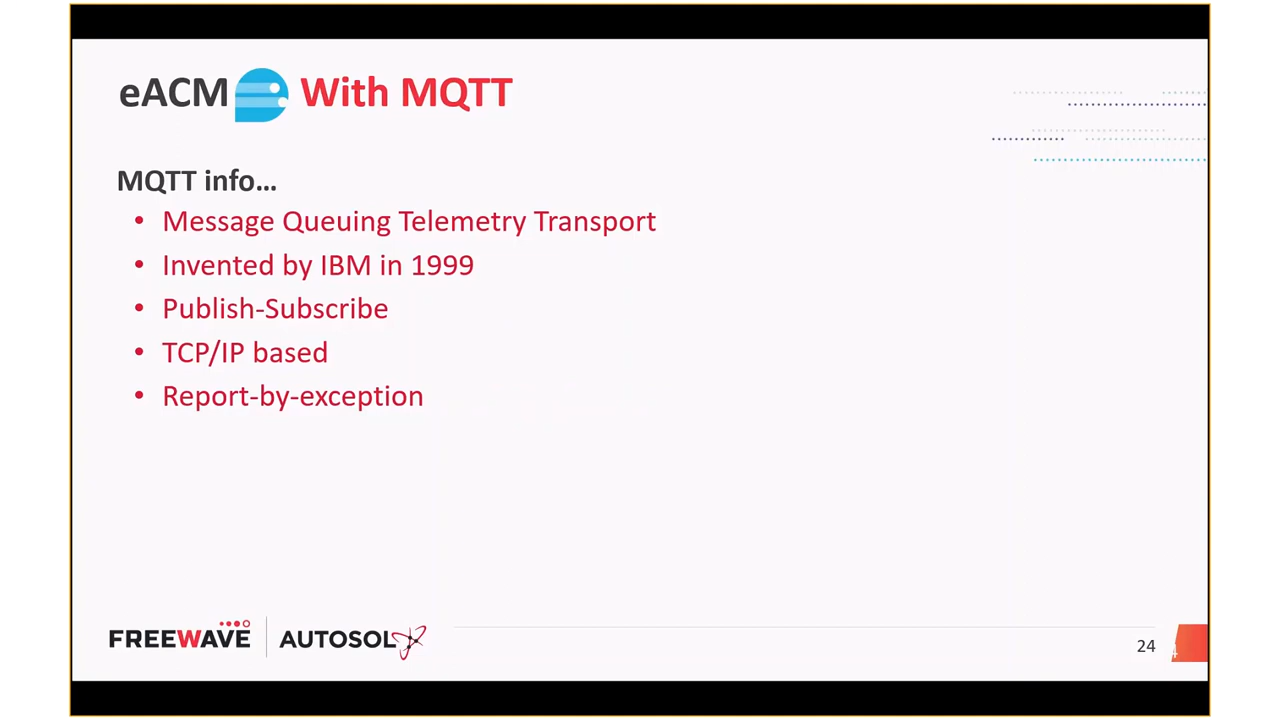 eACM With MQTT
MQTT info…
• Message Queuing Telemetry Transport
• Invented by IBM in 1999
• Publish-Subscribe
• TCP/IP based
• Report-by-exception
FREEWAVE AUTOSOL
24